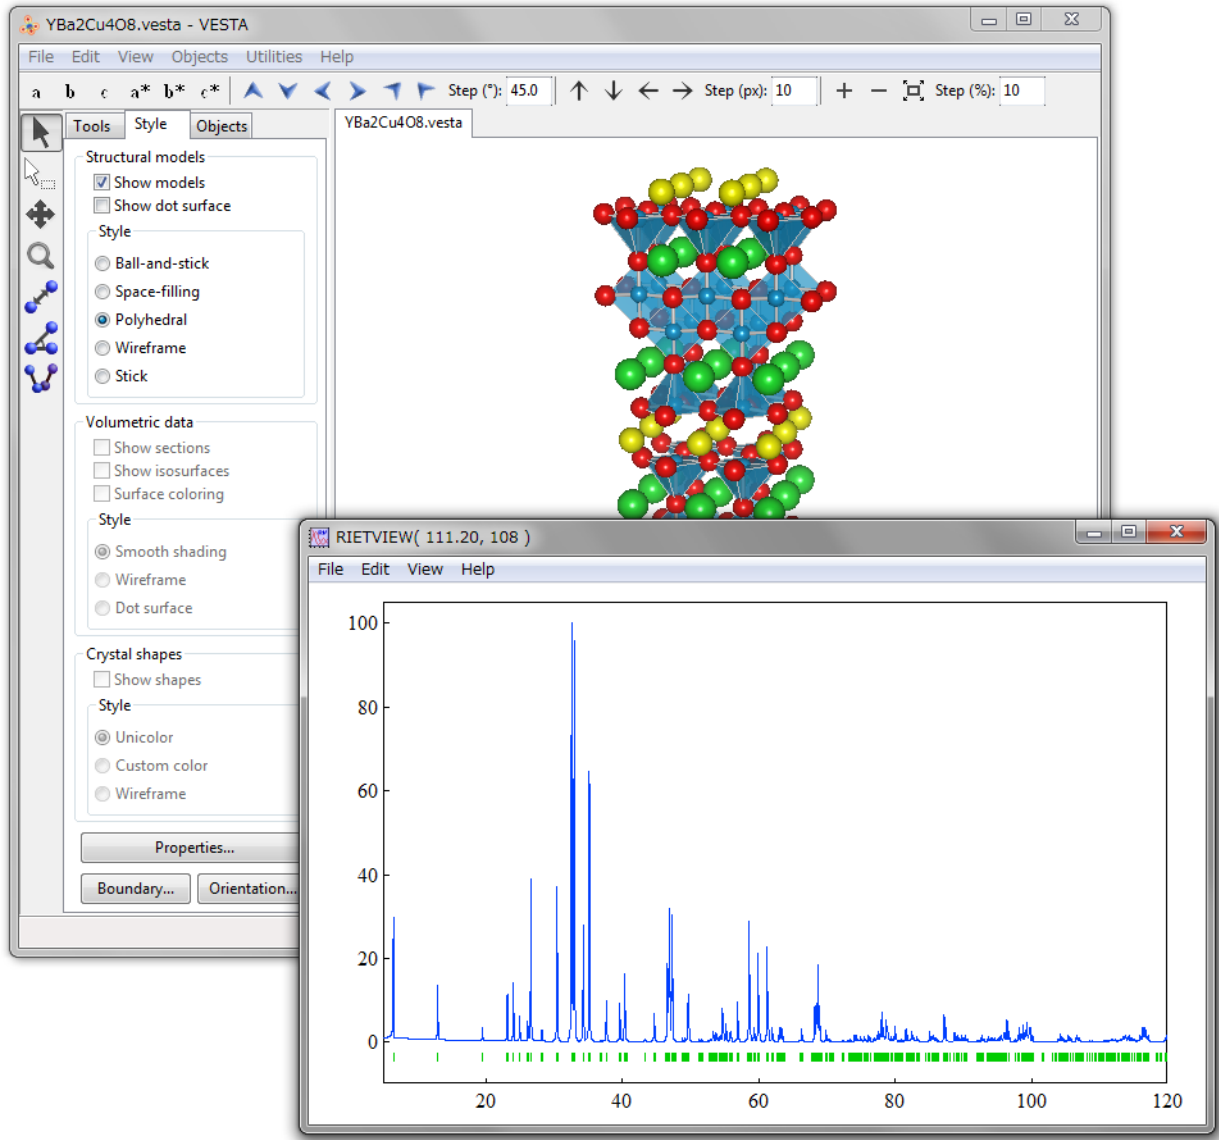 YBa2Cu4O8.vesta - VESTA
File Edit View Objects Utilities Help
a b c a* b* c* Step (°): 45.0 Step (px): 10 Step (%): 10
Tools Style Objects
YBa2Cu4O8.vesta
Structural models
Show models
Show dot surface
Style
Ball-and-stick
Space-filling
Polyhedral
Wireframe
Stick
Volumetric data
Show sections
Show isosurfaces
Surface coloring
Style
Smooth shading
Wireframe
Dot surface
Crystal shapes
Show shapes
Style
Unicolor
Custom color
Wireframe
Properties...
Boundary... Orientation...
RIETVIEW( 111.20, 108 )
File Edit View Help
100
80
60
40
20
0
20 40 60 80 100 120